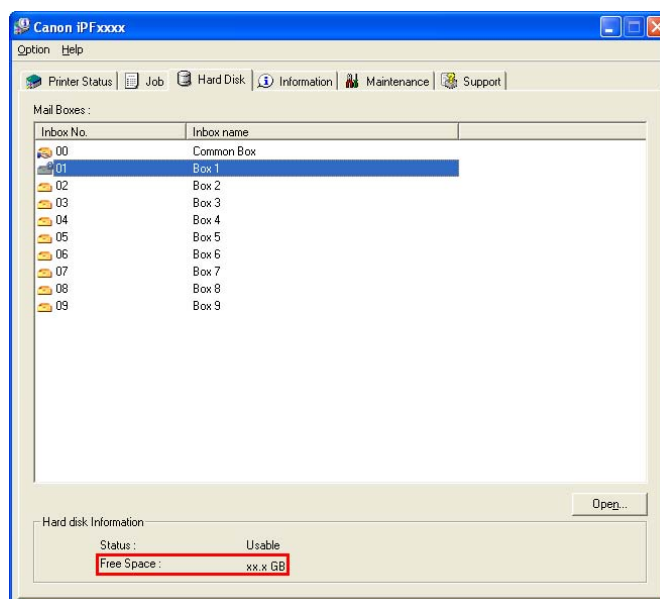 Canon iPFxxxx
Option Help
Printer Status Job Hard Disk Information Maintenance Support
Mail Boxes :
Inbox No. Inbox name
00 Common Box
01 Box 1
02 Box 2
03 Box 3
04 Box 4
05 Box 5
06 Box 6
07 Box 7
08 Box 8
09 Box 9
Open...
Hard disk Information
Status : Usable
Free Space : xx.x GB